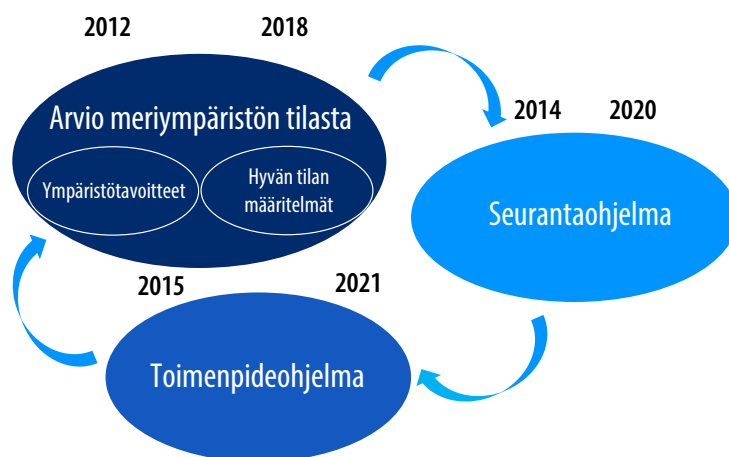 2012 2018
Arvio meriympäristön tilasta
Ympäristötavoitteet
Hyvän tilan
määritelmät
2014 2020
Seurantaohjelma
2015 2021
Toimenpideohjelma